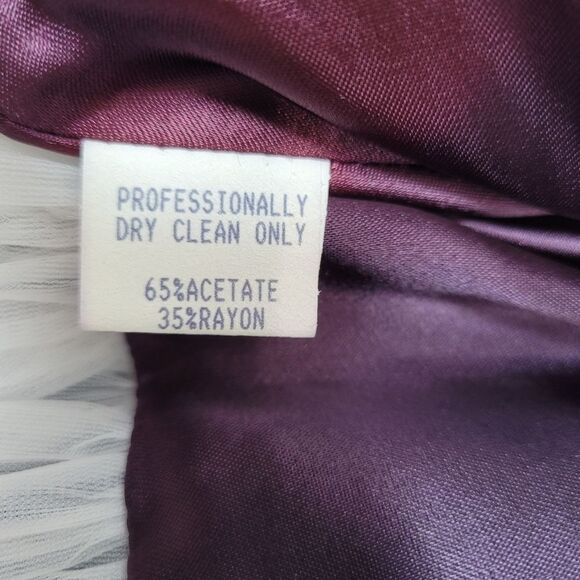 PROFESSIONALLY
DRY CLEAN ONLY
65%ACETATE
35%RAYON